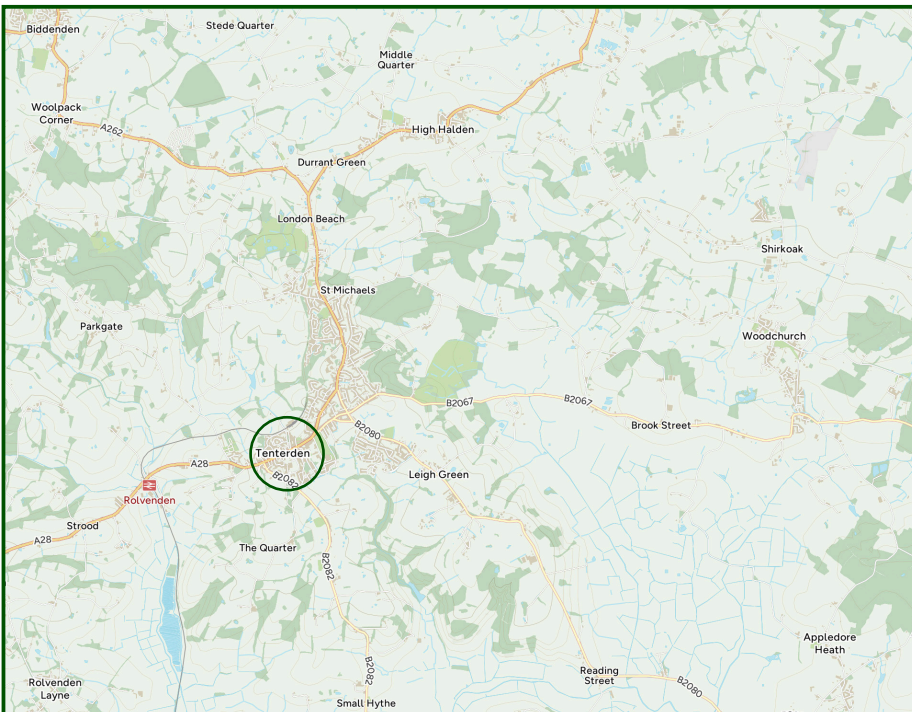 Stede Quarter
Biddenden
Middle
Quarter
Woolpack
Corner
A262
High Halden
Durrant Green
London Beach
Shirkoak
St Michaels
Parkgate
Woodchurch
B2067
B2067
Brook Street
B2080
Tenterden
A28
Leigh Green
B2082
Rolvenden
Strood
A28
The Quarter
B2082
Appledore
Heath
B2082
Reading
Street
Rolvenden
Layne
B2080
Small Hythe